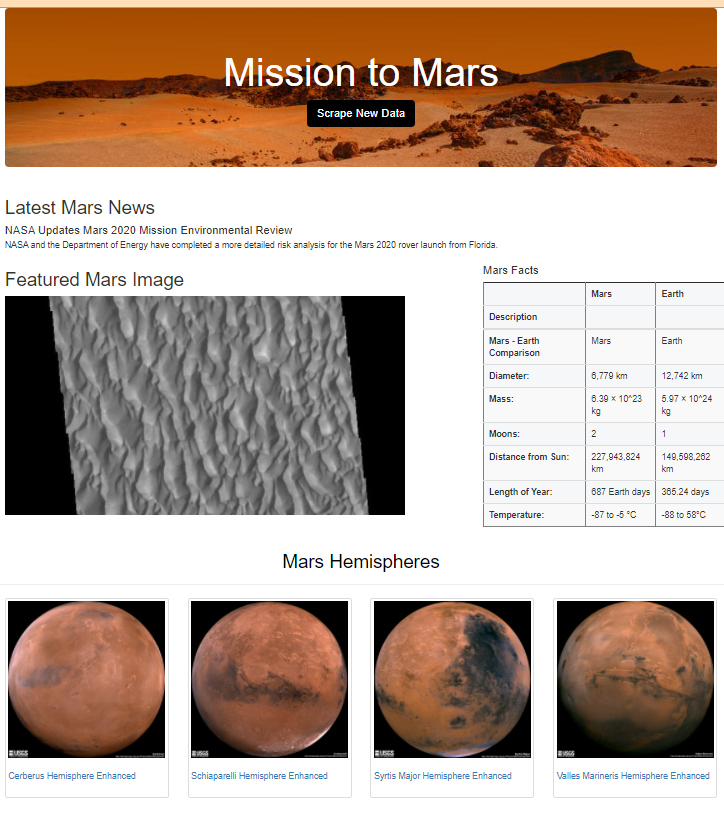 Mission to Mars
Scrape New Data
Latest Mars News
NASA Updates Mars 2020 Mission Environmental Review
NASA and the Department of Energy have completed a more detailed risk analysis for the Mars 2020 rover launch from Florida.
Featured Mars Image
Mars Facts
Mars Earth
Description
Mars - Earth Comparison Mars Earth
Diameter: 6,779 km 12,742 km
Mass: 6.39 × 10^23 kg 5.97 × 10^24 kg
Moons: 2 1
Distance from Sun: 227,943,824 km 149,598,262 km
Length of Year: 687 Earth days 365.24 days
Temperature: -87 to -5 °C -88 to 58°C
Mars Hemispheres
USGS
USGS
USGS
USGS
Cerberus Hemisphere Enhanced
Schiaparelli Hemisphere Enhanced
Syrtis Major Hemisphere Enhanced
Valles Marineris Hemisphere Enhanced